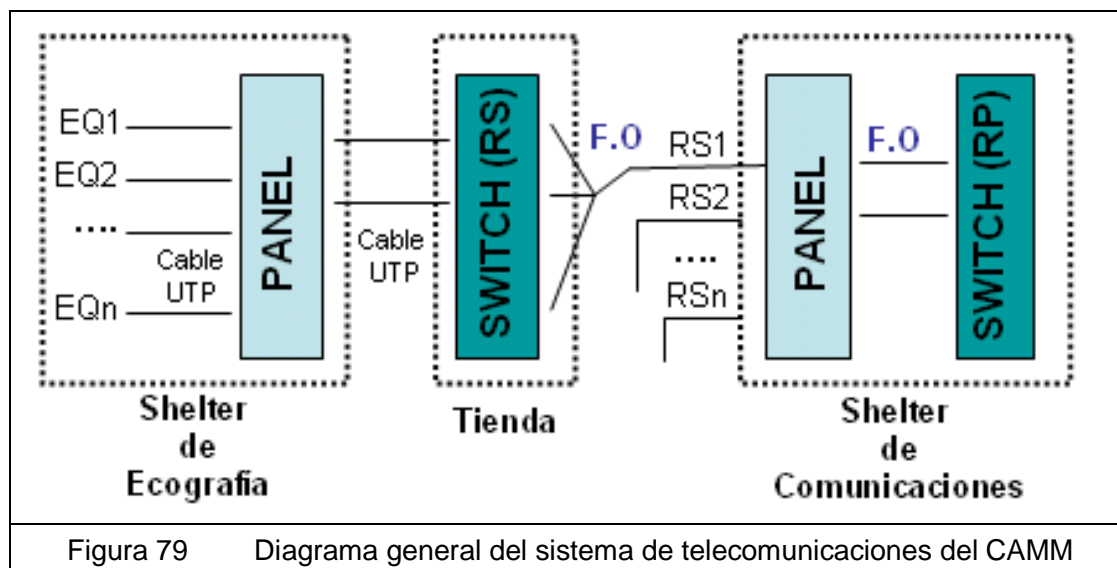 EQ1
EQ2
....
Cable
UTP
EQn
PANEL
Shelter
de
Ecografía
Cable
UTP
SWITCH (RS)
Tienda
F.O
RS1
RS2
....
RSn
PANEL
F.O
SWITCH (RP)
Shelter
de
Comunicaciones
Figura 79 Diagrama general del sistema de telecomunicaciones del CAMM